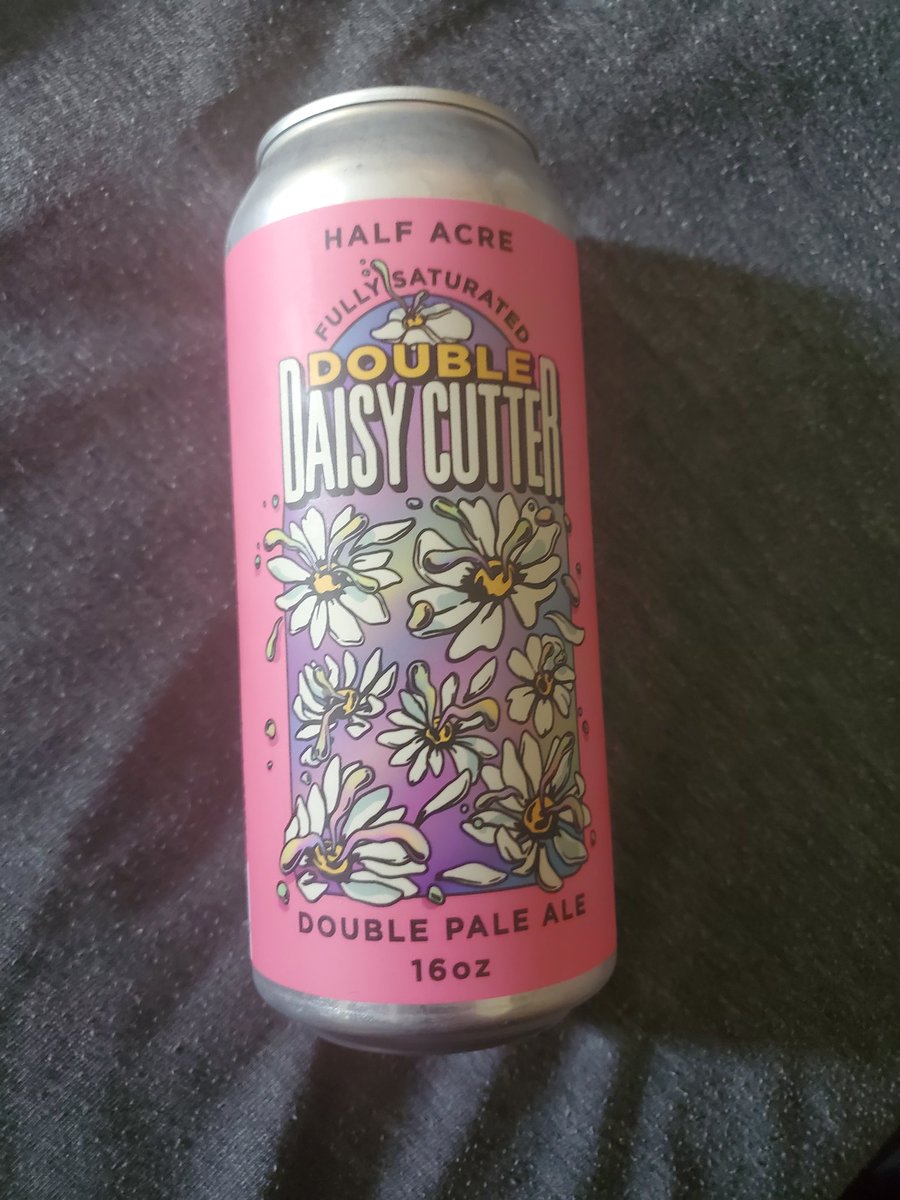 HALF ACRE
FULLY SATURATED
DOUBLE
DAISY CUTTER
DOUBLE PALE ALE
16oz